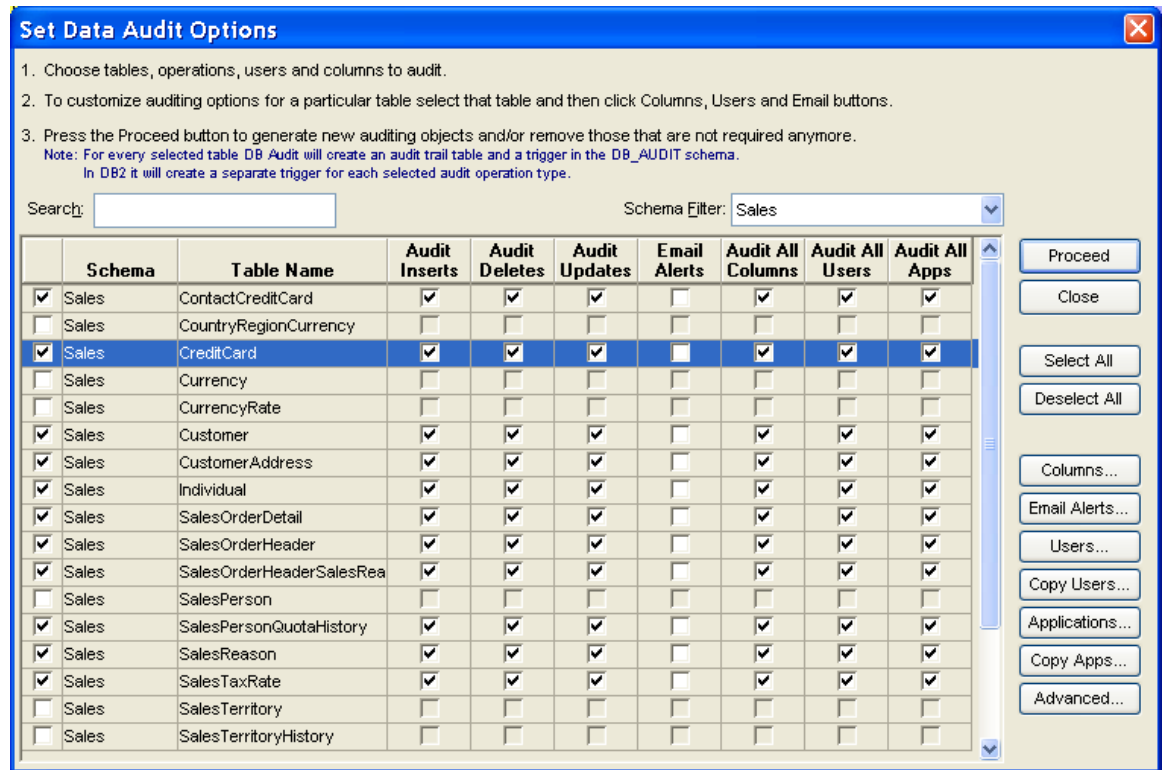 Set Data Audit Options
1. Choose tables, operations, users and columns to audit.
2. To customize auditing options for a particular table select that table and then click Columns, Users and Email buttons.
3. Press the Proceed button to generate new auditing objects and/or remove those that are not required anymore.
Note: For every selected table DB Audit will create an audit trail table and a trigger in the DB_AUDIT schema.
In DB2 it will create a separate trigger for each selected audit operation type.
Search: Schema Filter: Sales
Schema Table Name Audit Inserts Audit Deletes Audit Updates Email Alerts Audit All Columns Audit All Users Audit All Apps
Sales ContactCreditCard
Sales CountryRegionCurrency
Sales CreditCard
Sales Currency
Sales CurrencyRate
Sales Customer
Sales CustomerAddress
Sales Individual
Sales SalesOrderDetail
Sales SalesOrderHeader
Sales SalesOrderHeaderSalesRea
Sales SalesPerson
Sales SalesPersonQuotaHistory
Sales SalesReason
Sales SalesTaxRate
Sales SalesTerritory
Sales SalesTerritoryHistory
Proceed
Close
Select All
Deselect All
Columns...
Email Alerts...
Users...
Copy Users...
Applications...
Copy Apps...
Advanced...